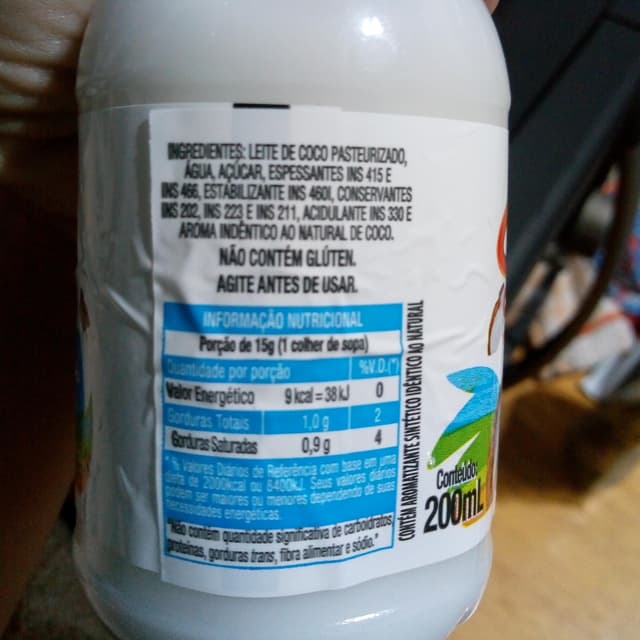 INGREDIENTES: LEITE DE COCO PASTEURIZADO,
ÁGUA, AÇÚCAR, ESPESSANTES INS 415 E
INS 466, ESTABILIZANTE INS 460i, CONSERVANTES
INS 202, INS 223 E INS 211, ACIDULANTE INS 330 E
AROMA INDÊNTICO AO NATURAL DE COCO.
NÃO CONTÉM GLÚTEN.
AGITE ANTES DE USAR.
INFORMAÇÃO NUTRICIONAL
Porção de 15g (1 colher de sopa)
Quantidade por porção %V.D.(*)
Valor Energético 9 kcal = 38 kJ 0
Gorduras Totais 1,0 g 2
Gorduras Saturadas 0,9 g 4
* % Valores Diários de Referência com base em uma
dieta de 2000kcal ou 8400kJ. Seus valores diários
podem ser maiores ou menores dependendo de suas
necessidades energéticas.
"Não contém quantidade significativa de carboidratos,
proteínas, gorduras trans, fibra alimentar e sódio."
CONTÉM AROMATIZANTE SINTÉTICO IDÊNTICO AO NATURAL
Conteúdo:
200mL